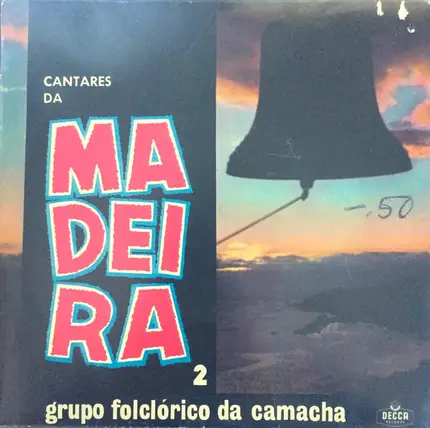 CANTARES
DA
MA
DEI
RA
2
grupo folclórico da camacha
-.50
DECCA
RECORDS